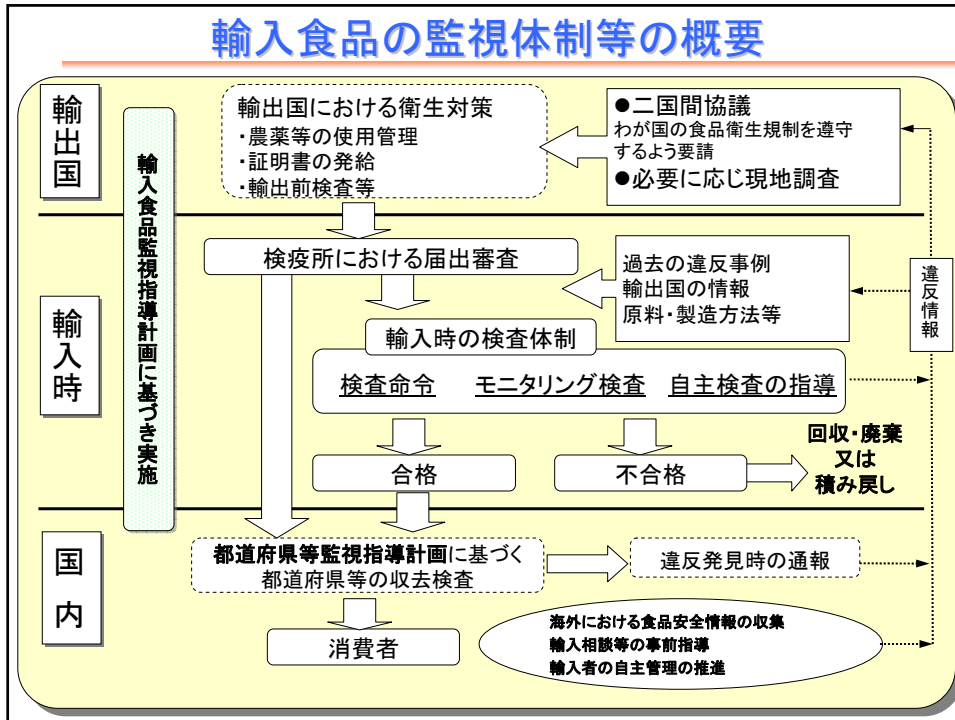 輸入食品の監視体制等の概要
輸出国
輸出国における衛生対策
・農薬等の使用管理
・証明書の発給
・輸出前検査等
●二国間協議
わが国の食品衛生規制を遵守
するよう要請
●必要に応じ現地調査
輸入食品監視指導計画に基づき実施
輸入時
検疫所における届出審査
過去の違反事例
輸出国の情報
原料・製造方法等
違反情報
輸入時の検査体制
検査命令 モニタリング検査 自主検査の指導
合格
不合格
回収・廃棄
又は
積み戻し
国内
都道府県等監視指導計画に基づく
都道府県等の収去検査
違反発見時の通報
消費者
海外における食品安全情報の収集
輸入相談等の事前指導
輸入者の自主管理の推進